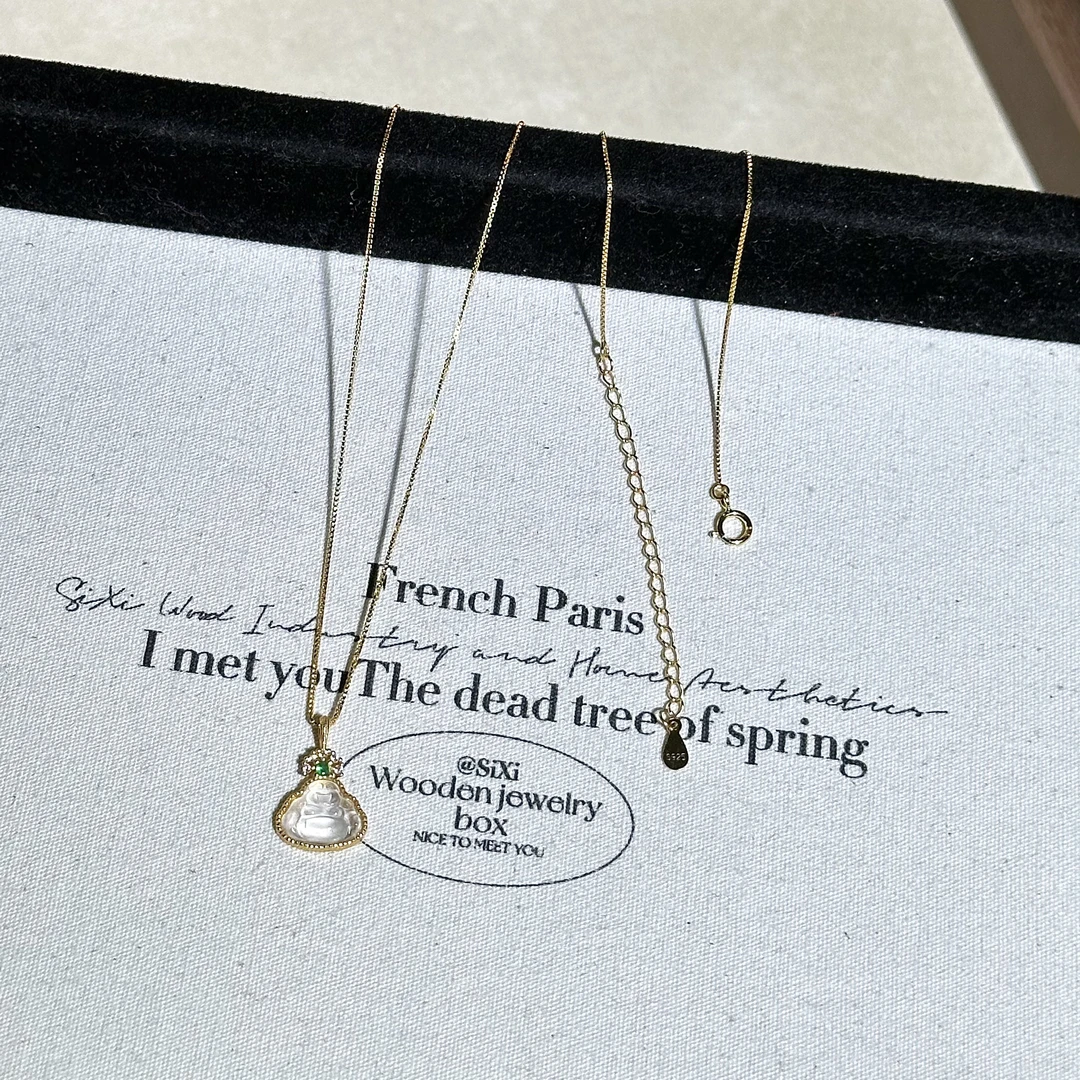 French Paris
SiXi Wood Industry and Home Aesthetics
I met you The dead tree of spring
@SiXi
Wooden jewelry
box
NICE TO MEET YOU
S925